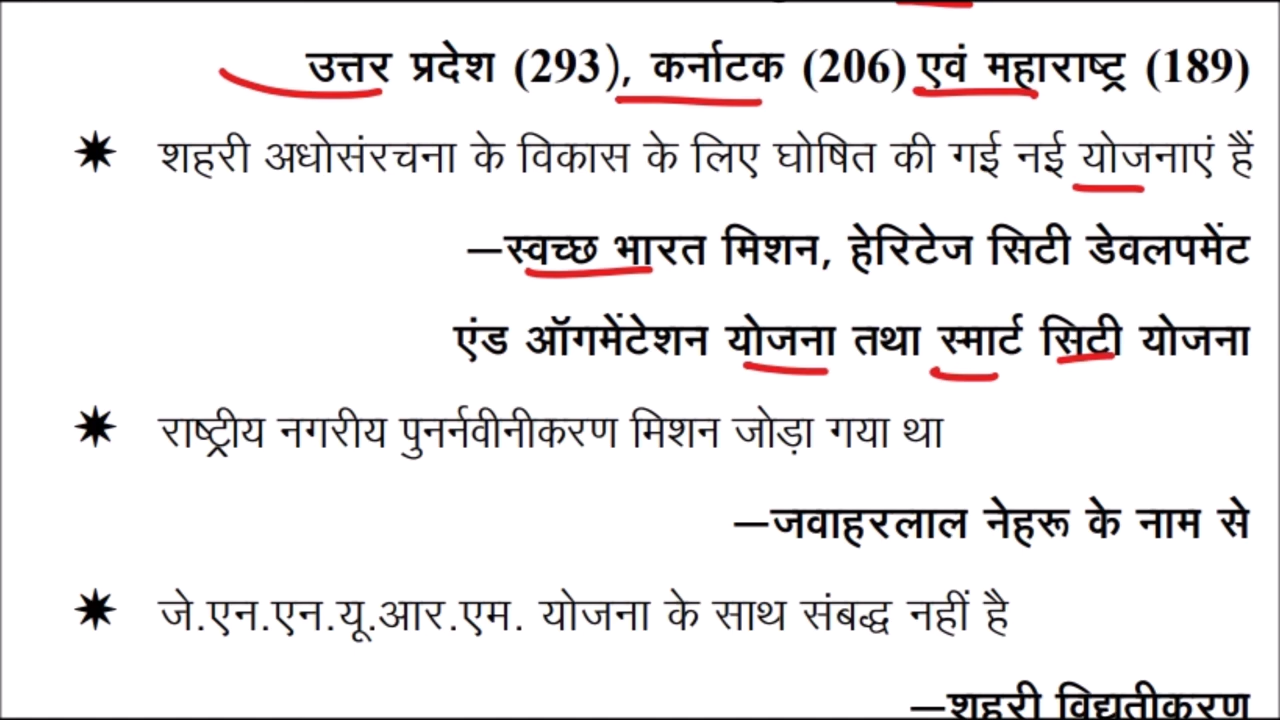 उत्तर प्रदेश (293), कर्नाटक (206) एवं महाराष्ट्र (189)
✷ शहरी अधोसंरचना के विकास के लिए घोषित की गई नई योजनाएं हैं
—स्वच्छ भारत मिशन, हेरिटेज सिटी डेवलपमेंट
एंड ऑगमेंटेशन योजना तथा स्मार्ट सिटी योजना
✷ राष्ट्रीय नगरीय पुनर्नवीनीकरण मिशन जोड़ा गया था
—जवाहरलाल नेहरू के नाम से
✷ जे.एन.एन.यू.आर.एम. योजना के साथ संबद्ध नहीं है
—शहरी विद्युतीकरण